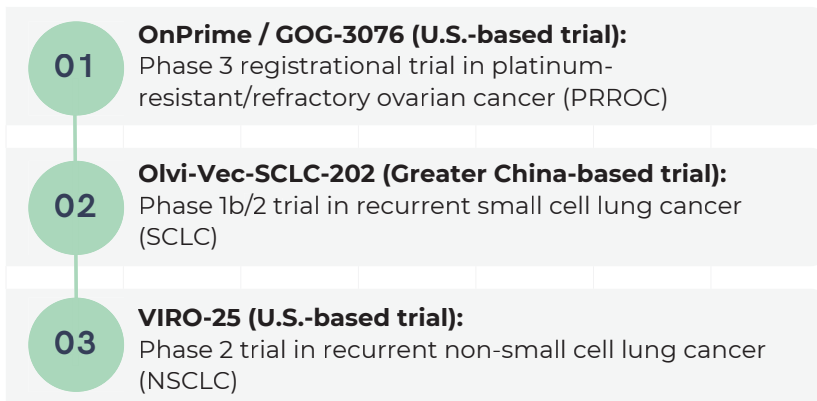 01
OnPrime / GOG-3076 (U.S.-based trial):
Phase 3 registrational trial in platinum-
resistant/refractory ovarian cancer (PRROC)
02
Olvi-Vec-SCLC-202 (Greater China-based trial):
Phase 1b/2 trial in recurrent small cell lung cancer
(SCLC)
03
VIRO-25 (U.S.-based trial):
Phase 2 trial in recurrent non-small cell lung cancer
(NSCLC)